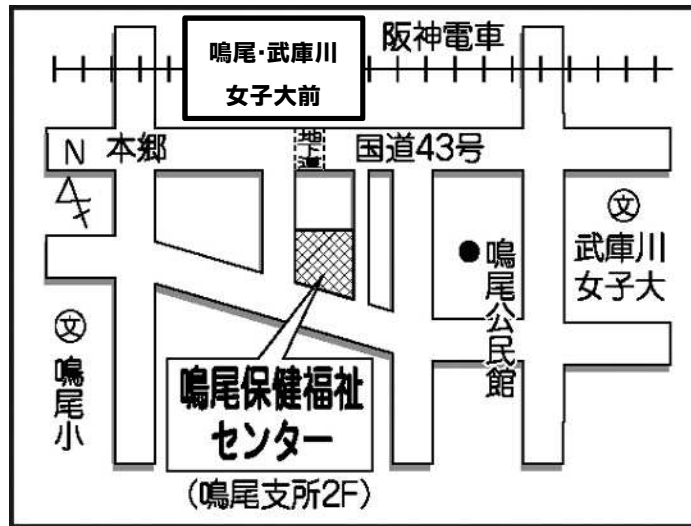 鳴尾・武庫川
女子大前
阪神電車
N
本郷
地下道
国道43号
文
武庫川
女子大
鳴尾公民館
文
鳴尾小
鳴尾保健福祉
センター
(鳴尾支所2F)